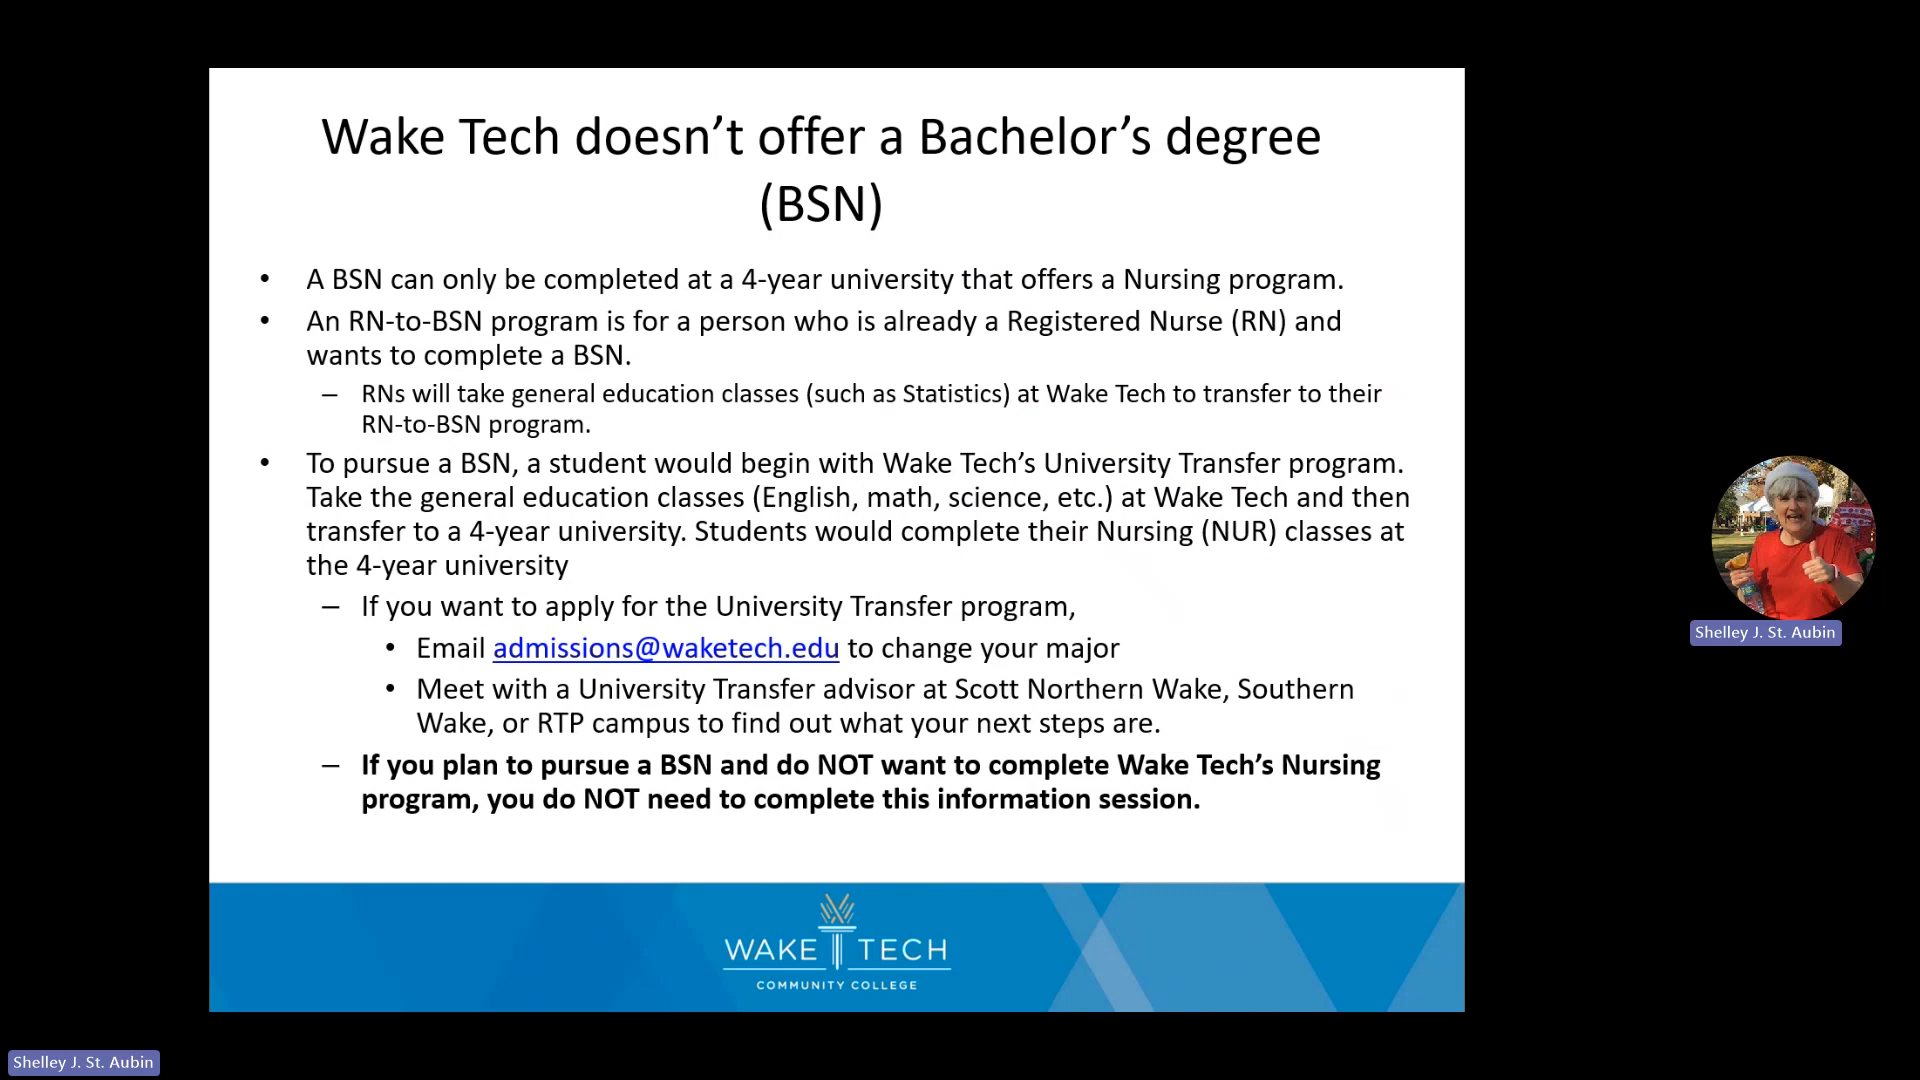 Wake Tech doesn’t offer a Bachelor’s degree
(BSN)
• A BSN can only be completed at a 4-year university that offers a Nursing program.
• An RN-to-BSN program is for a person who is already a Registered Nurse (RN) and
wants to complete a BSN.
– RNs will take general education classes (such as Statistics) at Wake Tech to transfer to their
RN-to-BSN program.
• To pursue a BSN, a student would begin with Wake Tech’s University Transfer program.
Take the general education classes (English, math, science, etc.) at Wake Tech and then
transfer to a 4-year university. Students would complete their Nursing (NUR) classes at
the 4-year university
– If you want to apply for the University Transfer program,
• Email admissions@waketech.edu to change your major
• Meet with a University Transfer advisor at Scott Northern Wake, Southern
Wake, or RTP campus to find out what your next steps are.
– If you plan to pursue a BSN and do NOT want to complete Wake Tech’s Nursing
program, you do NOT need to complete this information session.
WAKE TECH
COMMUNITY COLLEGE
Shelley J. St. Aubin
Shelley J. St. Aubin